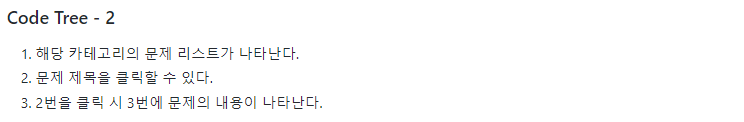 Code Tree - 2
1. 해당 카테고리의 문제 리스트가 나타난다.
2. 문제 제목을 클릭할 수 있다.
3. 2번을 클릭 시 3번에 문제의 내용이 나타난다.